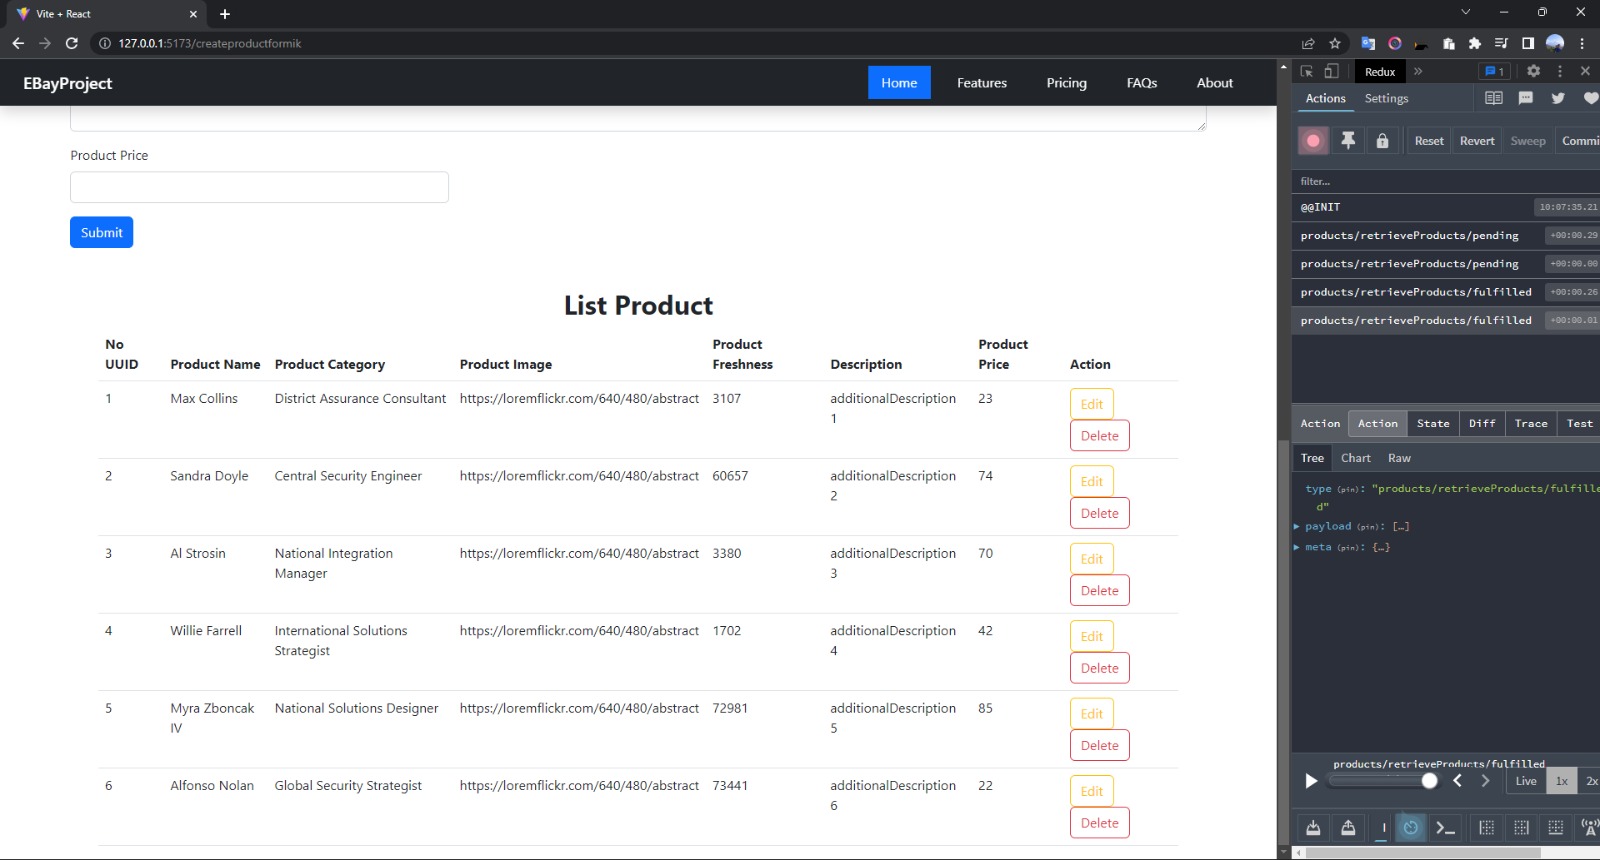 Vite + React
127.0.0.1:5173/createproductformik
EBayProject
Home
Features
Pricing
FAQs
About
Product Price
Submit
List Product
No UUID
Product Name
Product Category
Product Image
Product Freshness
Description
Product Price
Action
1 Max Collins District Assurance Consultant https://loremflickr.com/640/480/abstract 3107 additionalDescription 23 Edit
1 Delete
2 Sandra Doyle Central Security Engineer https://loremflickr.com/640/480/abstract 60657 additionalDescription 74 Edit
2 Delete
3 Al Strosin National Integration https://loremflickr.com/640/480/abstract 3380 additionalDescription 70 Edit
Manager 3 Delete
4 Willie Farrell International Solutions https://loremflickr.com/640/480/abstract 1702 additionalDescription 42 Edit
Strategist 4 Delete
5 Myra Zboncak National Solutions Designer https://loremflickr.com/640/480/abstract 72981 additionalDescription 85 Edit
IV 5 Delete
6 Alfonso Nolan Global Security Strategist https://loremflickr.com/640/480/abstract 73441 additionalDescription 22 Edit
6 Delete
Redux » 1
Actions Settings
Reset Revert Sweep Commi
filter...
@@INIT 10:07:35.21
products/retrieveProducts/pending +00:00.29
products/retrieveProducts/pending +00:00.00
products/retrieveProducts/fulfilled +00:00.26
products/retrieveProducts/fulfilled +00:00.01
Action Action State Diff Trace Test
Tree Chart Raw
type (pin): "products/retrieveProducts/fulfille
d"
payload (pin): […]
meta (pin): {…}
products/retrieveProducts/fulfilled
Live 1x 2x